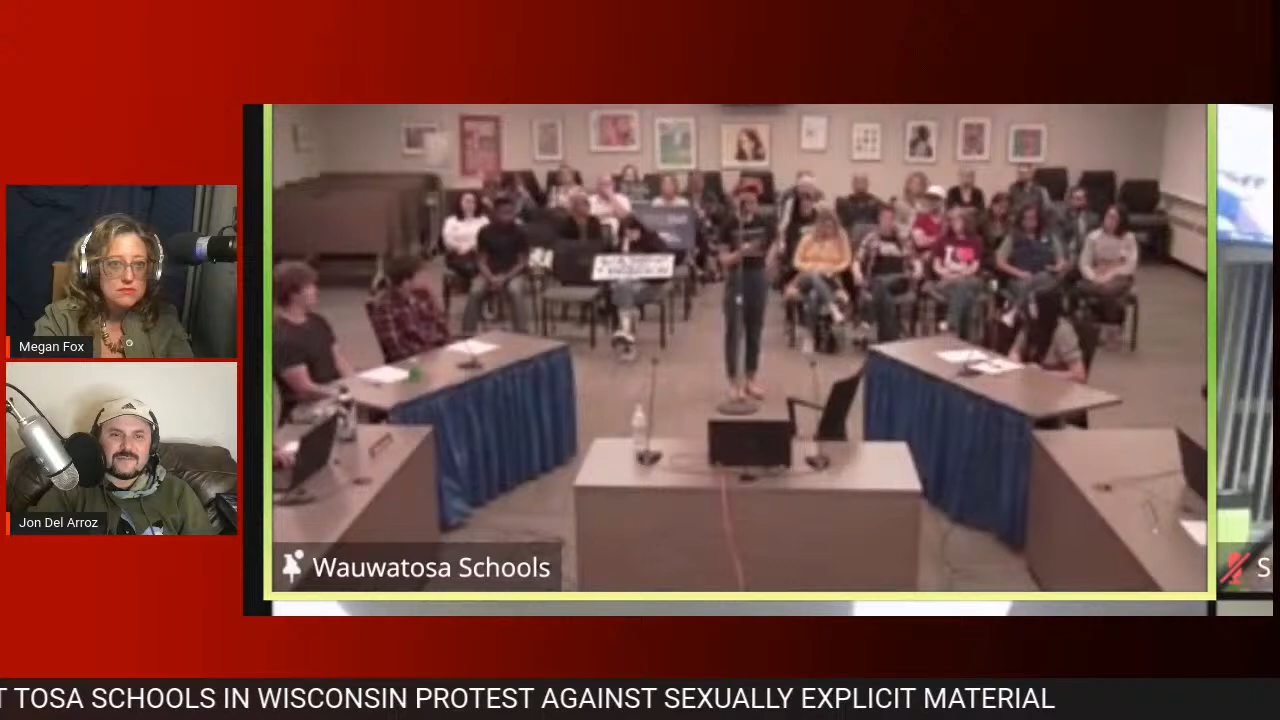 Megan Fox
Jon Del Arroz
Wauwatosa Schools
S
T TOSA SCHOOLS IN WISCONSIN PROTEST AGAINST SEXUALLY EXPLICIT MATERIAL